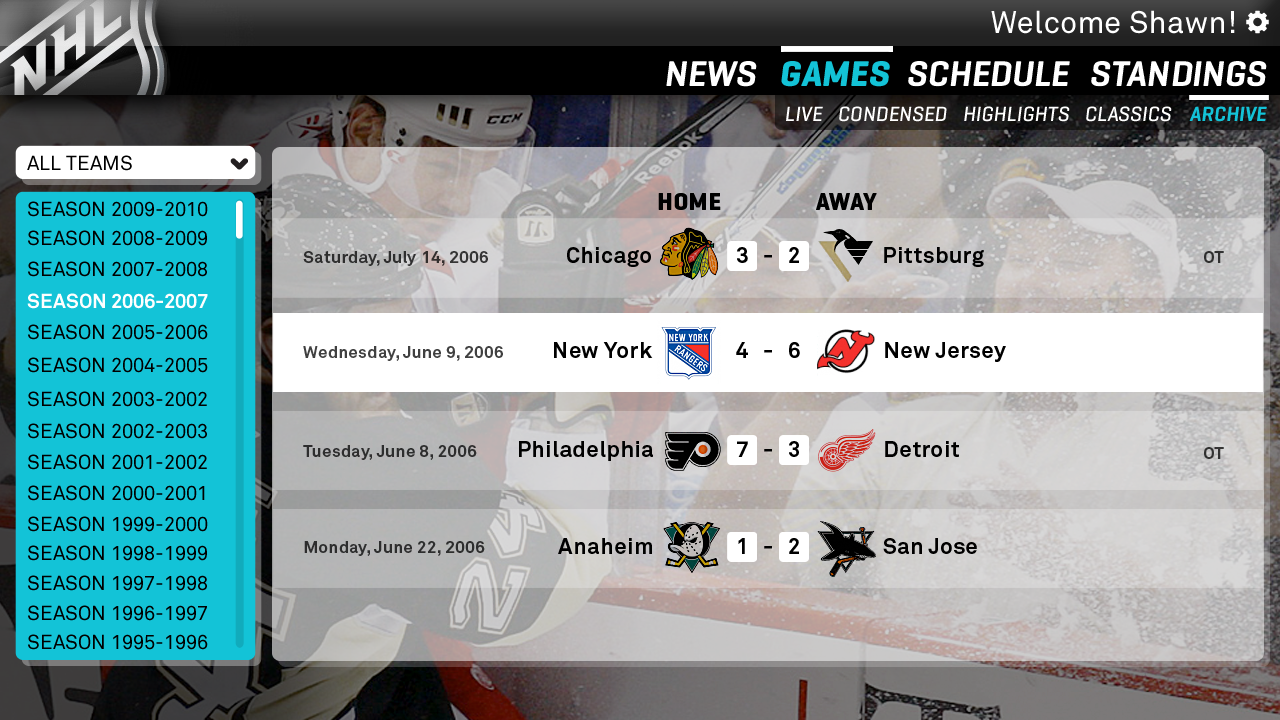 NHL
Welcome Shawn!
NEWS GAMES SCHEDULE STANDINGS
LIVE CONDENSED HIGHLIGHTS CLASSICS ARCHIVE
ALL TEAMS
SEASON 2009-2010
SEASON 2008-2009
SEASON 2007-2008
SEASON 2006-2007
SEASON 2005-2006
SEASON 2004-2005
SEASON 2003-2002
SEASON 2002-2003
SEASON 2001-2002
SEASON 2000-2001
SEASON 1999-2000
SEASON 1998-1999
SEASON 1997-1998
SEASON 1996-1997
SEASON 1995-1996
HOME AWAY
Saturday, July 14, 2006 Chicago 3 - 2 Pittsburg OT
Wednesday, June 9, 2006 New York NEW YORK RANGERS 4 - 6 New Jersey
Tuesday, June 8, 2006 Philadelphia 7 - 3 Detroit OT
Monday, June 22, 2006 Anaheim 1 - 2 San Jose
CCM
Reebok
11
24